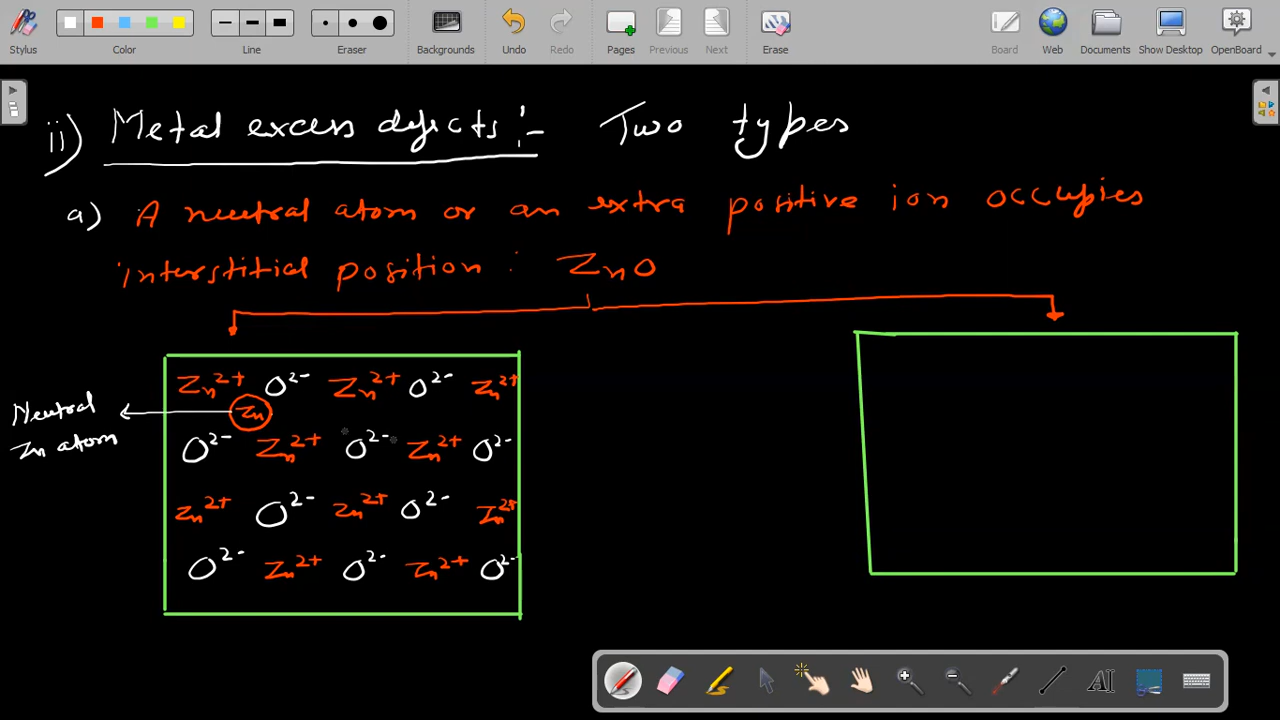 Stylus Color Line Eraser Backgrounds Undo Redo Pages Previous Next Erase Board Web Documents Show Desktop OpenBoard
ii) Metal excess defects :- Two types
a) A neutral atom or an extra positive ion occupies
interstitial position : ZnO
Zn²⁺ O²⁻ Zn²⁺ O²⁻ Zn²⁺
Neutral Zn
Zn atom
O²⁻ Zn²⁺ O²⁻ Zn²⁺ O²⁻
Zn²⁺ O²⁻ Zn²⁺ O²⁻ Zn²⁺
O²⁻ Zn²⁺ O²⁻ Zn²⁺ O²⁻
AI